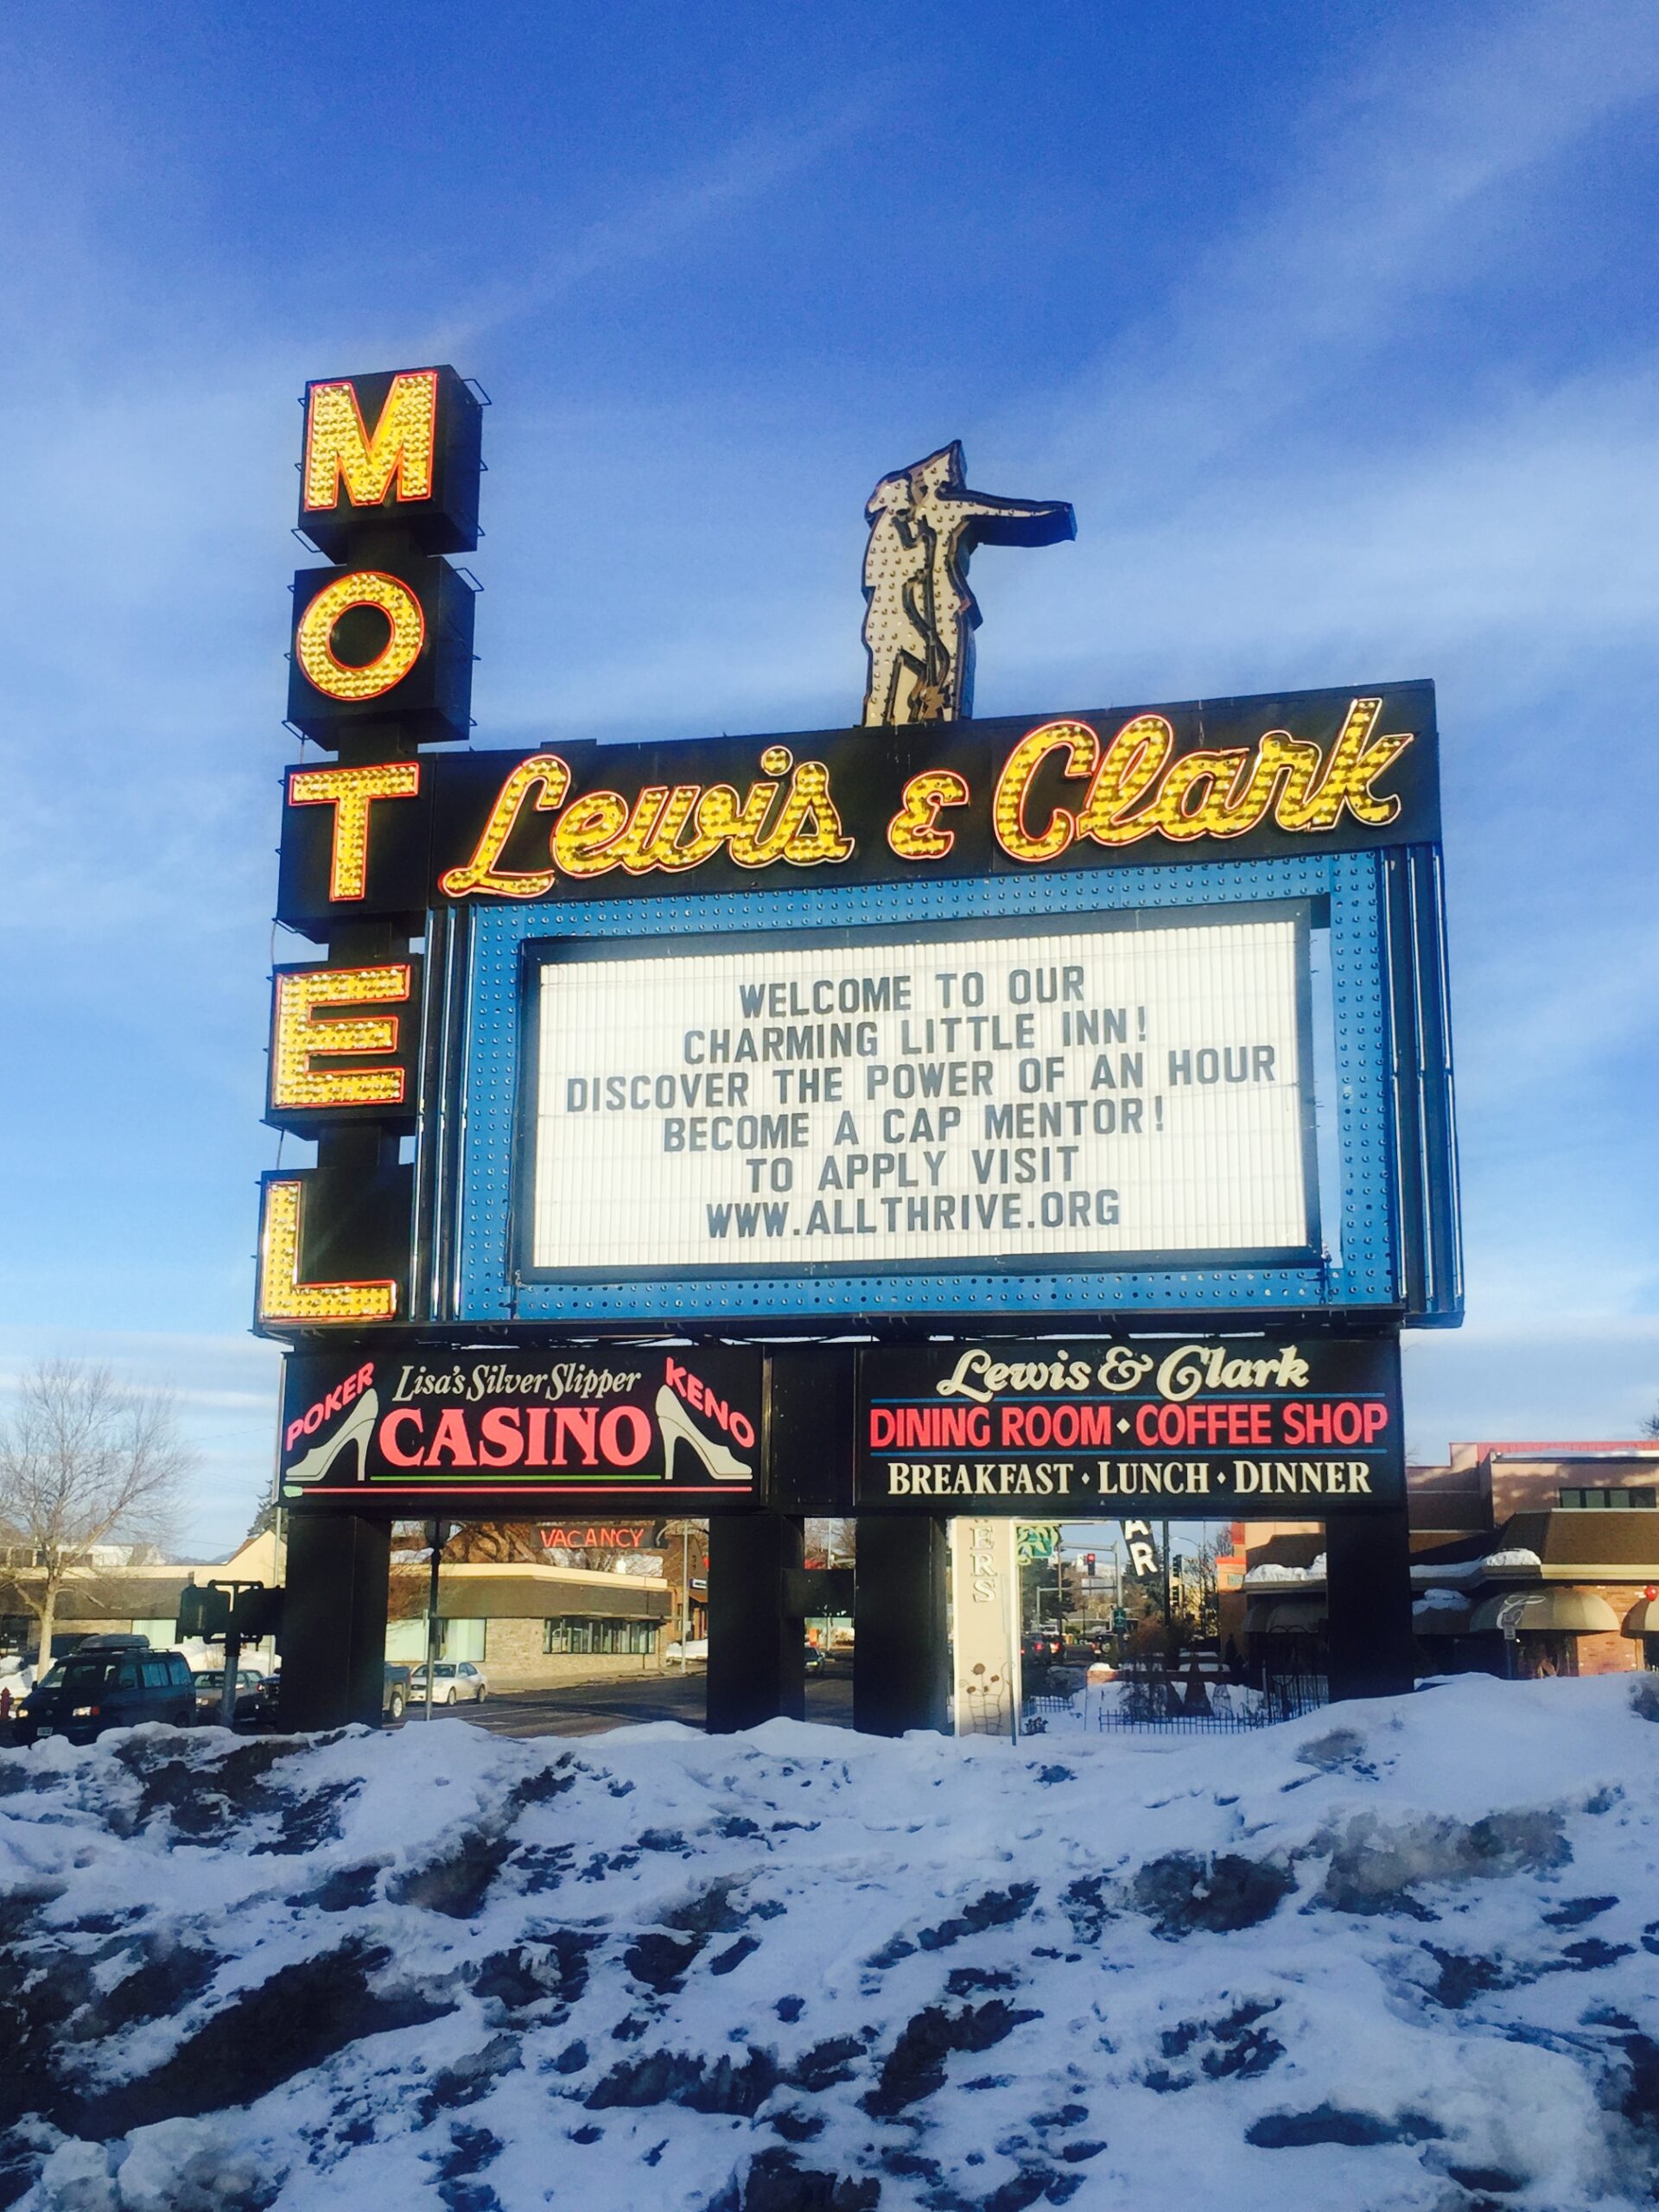 MOTEL
Lewis & Clark
WELCOME TO OUR
CHARMING LITTLE INN!
DISCOVER THE POWER OF AN HOUR
BECOME A CAP MENTOR!
TO APPLY VISIT
WWW.ALLTHRIVE.ORG
POKER
Lisa's Silver Slipper
KENO
CASINO
Lewis & Clark
DINING ROOM • COFFEE SHOP
BREAKFAST • LUNCH • DINNER
VACANCY
ERS
AR